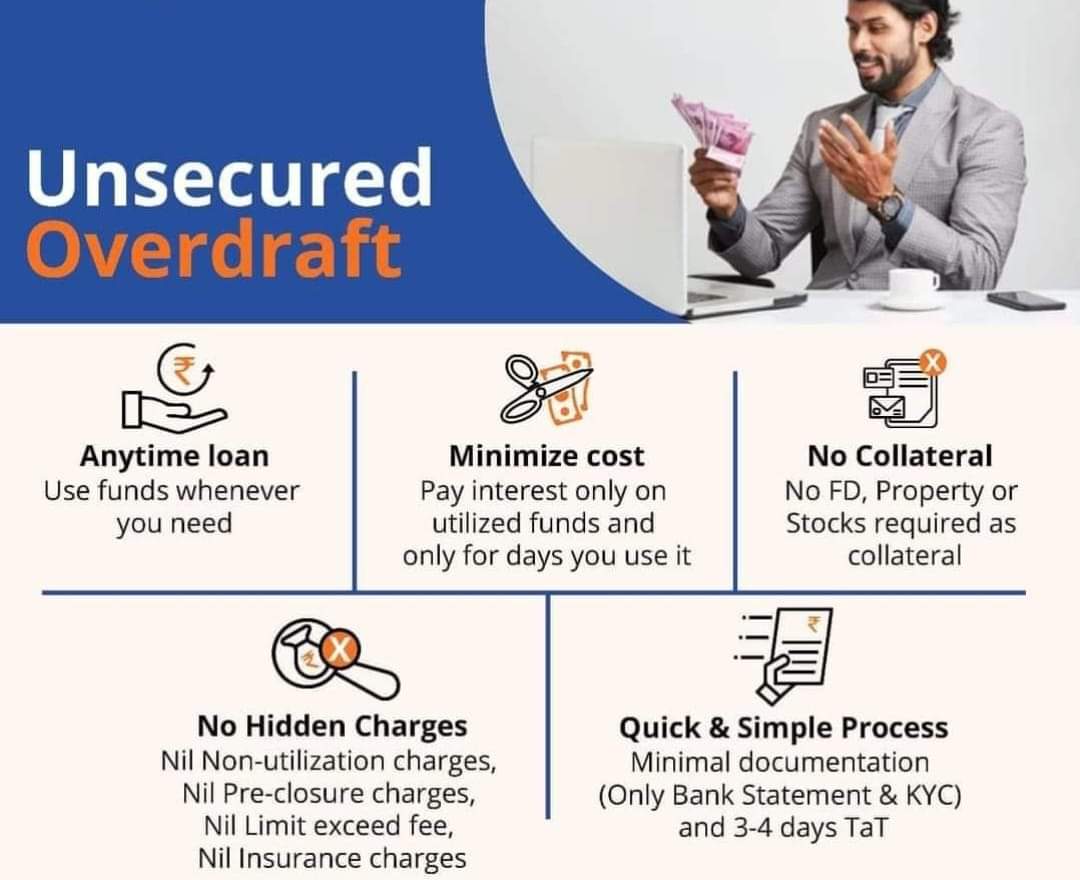 Unsecured
Overdraft
Anytime loan
Use funds whenever
you need
Minimize cost
Pay interest only on
utilized funds and
only for days you use it
No Collateral
No FD, Property or
Stocks required as
collateral
No Hidden Charges
Nil Non-utilization charges,
Nil Pre-closure charges,
Nil Limit exceed fee,
Nil Insurance charges
Quick & Simple Process
Minimal documentation
(Only Bank Statement & KYC)
and 3-4 days TaT